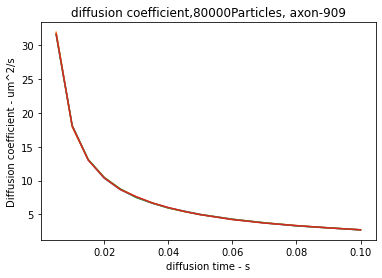 diffusion coefficient,80000Particles, axon-909
Diffusion coefficient - um^2/s
30
25
20
15
10
5
0.02 0.04 0.06 0.08 0.10
diffusion time - s